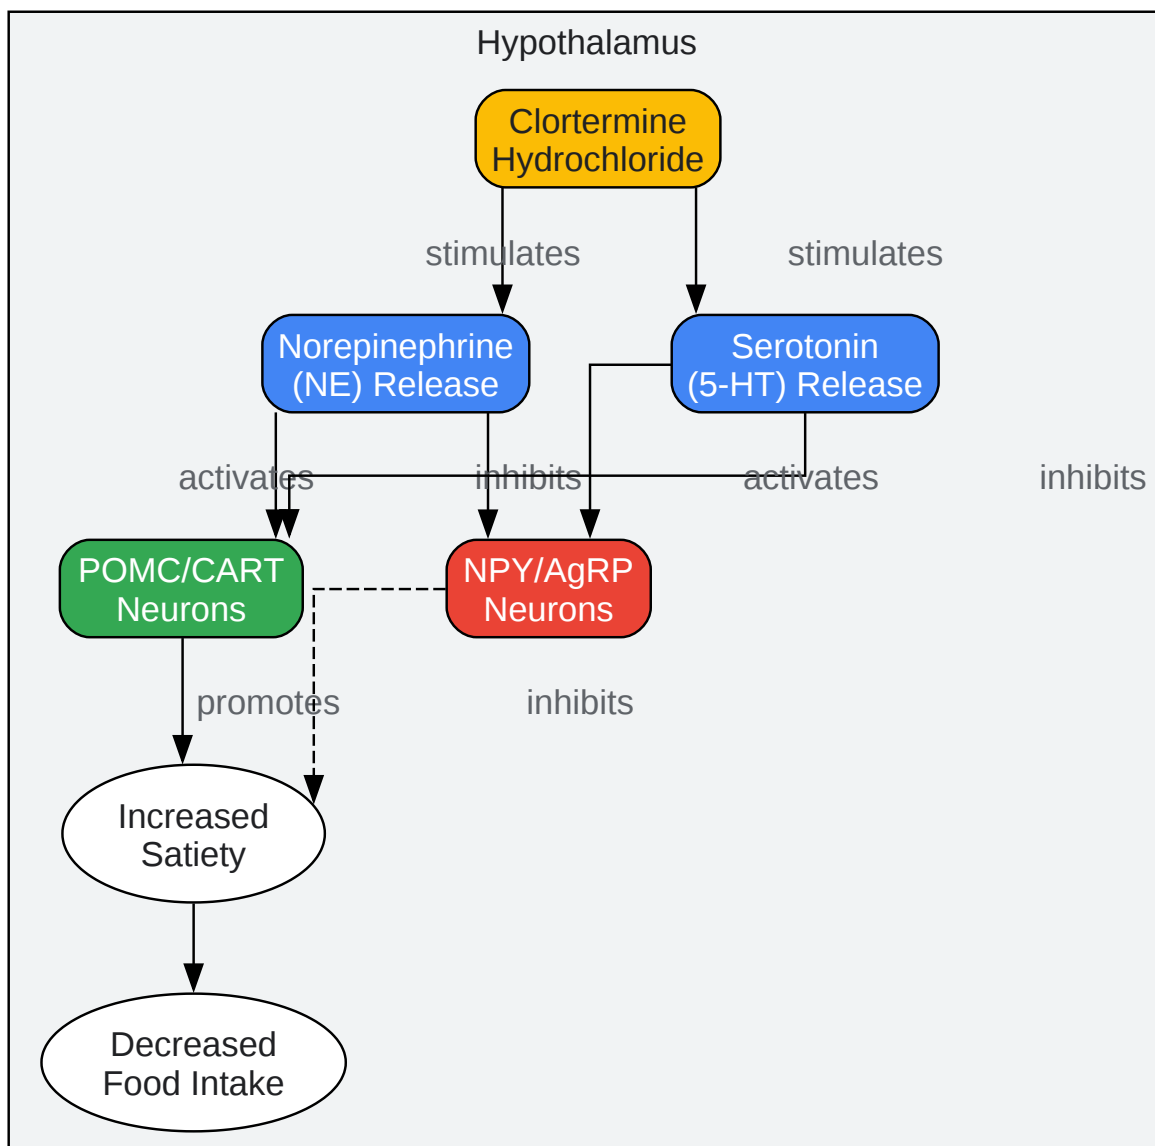 Hypothalamus
Clortermine
Hydrochloride
stimulates
stimulates
Norepinephrine
(NE) Release
Serotonin
(5-HT) Release
activates
inhibits
activates
inhibits
POMC/CART
Neurons
NPY/AgRP
Neurons
promotes
inhibits
Increased
Satiety
Decreased
Food Intake